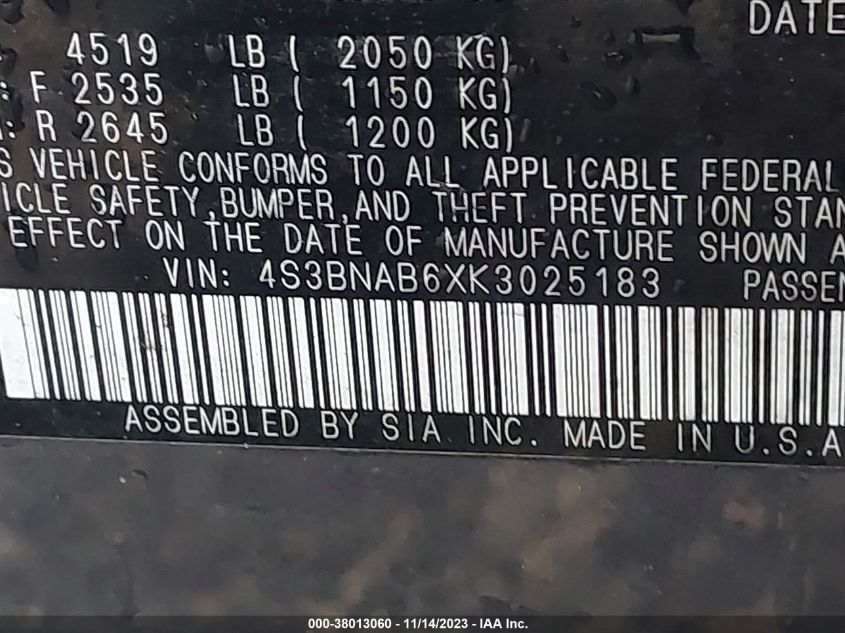 DATE
4519 LB ( 2050 KG)
: F 2535 LB ( 1150 KG)
: R 2645 LB ( 1200 KG)
S VEHICLE CONFORMS TO ALL APPLICABLE FEDERAL
ICLE SAFETY,BUMPER,AND THEFT PREVENTION STAN
EFFECT ON THE DATE OF MANUFACTURE SHOWN A
VIN: 4S3BNAB6XK3025183 PASSEN
ASSEMBLED BY SIA INC. MADE IN U.S.A
000-38013060 - 11/14/2023 - IAA Inc.